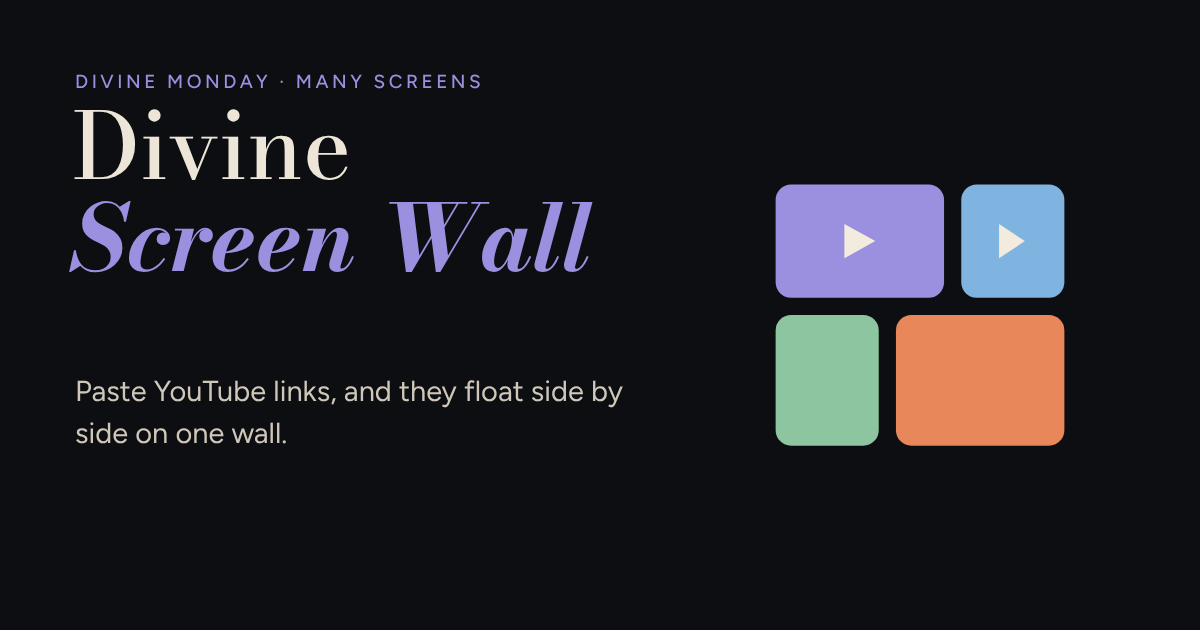 DIVINE MONDAY · MANY SCREENS
Divine
Screen Wall
Paste YouTube links, and they float side by
side on one wall.